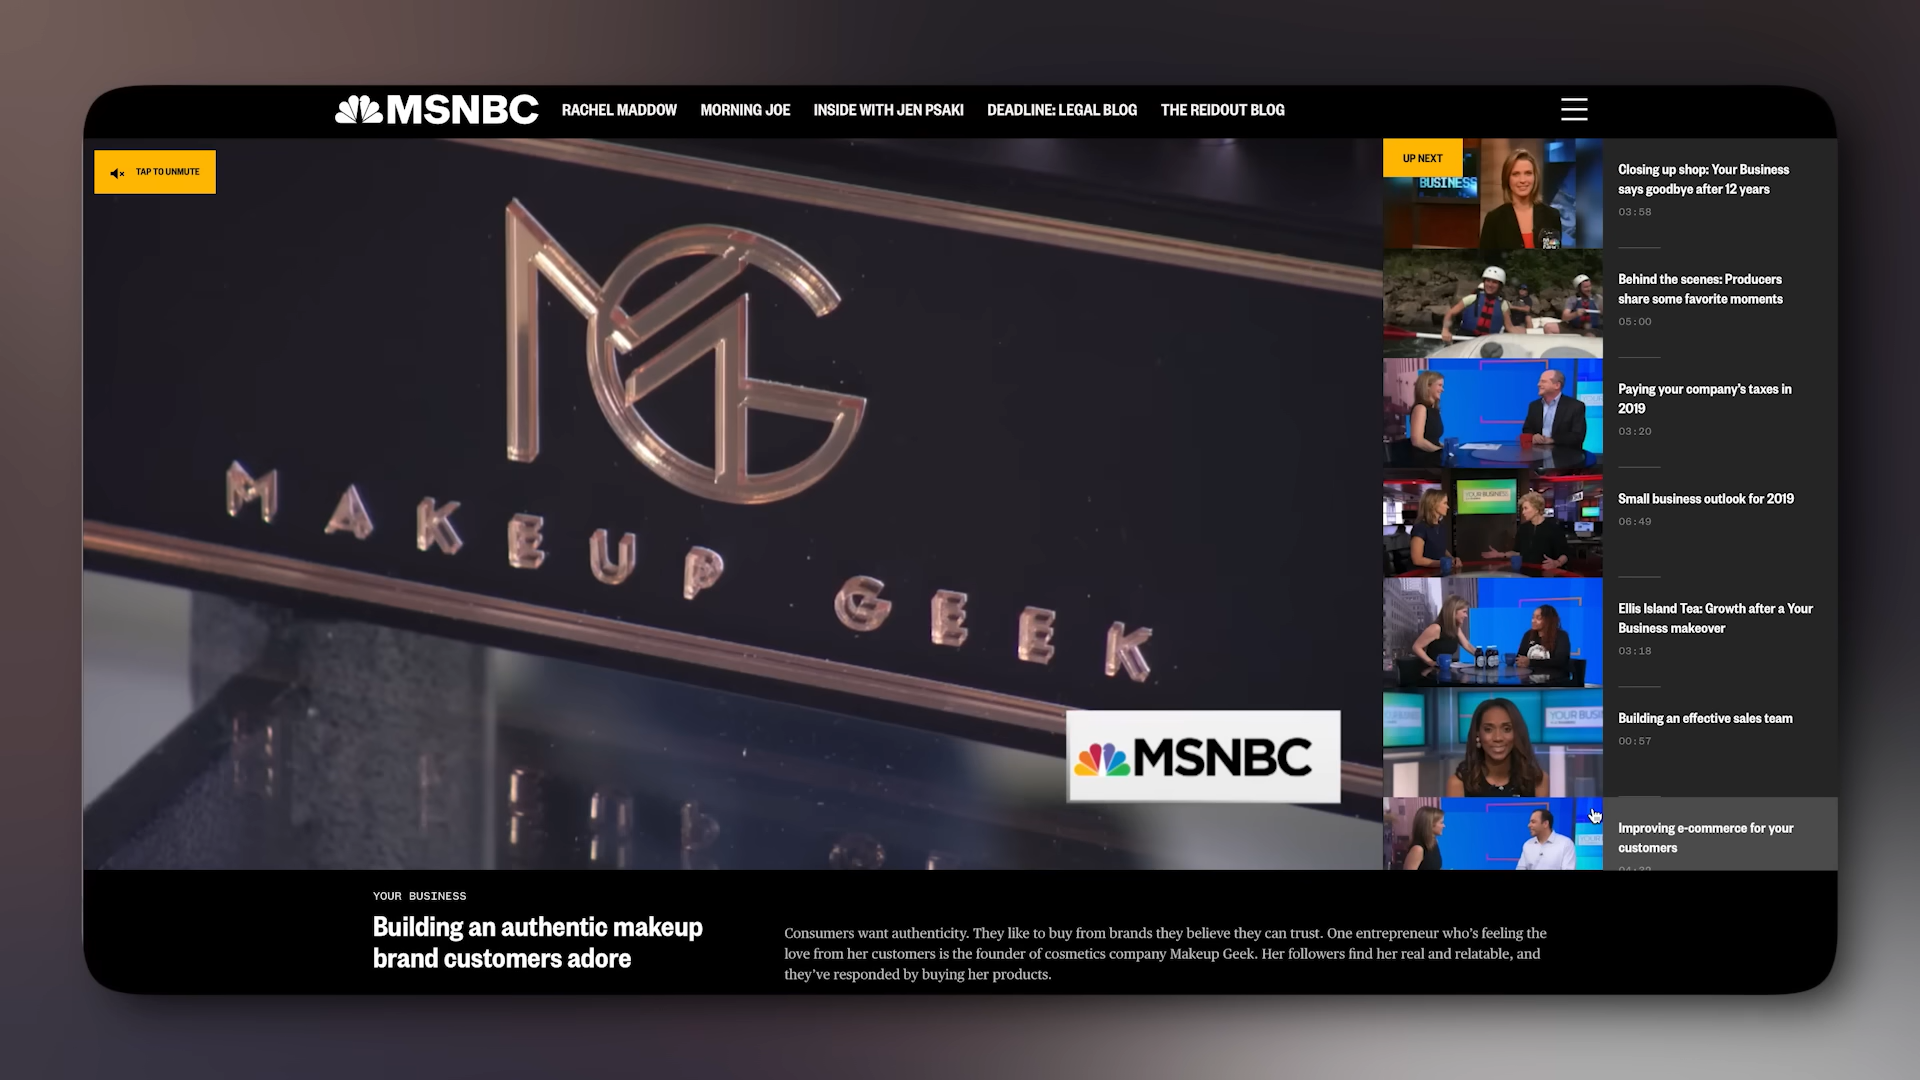 MSNBC
RACHEL MADDOW
MORNING JOE
INSIDE WITH JEN PSAKI
DEADLINE: LEGAL BLOG
THE REIDOUT BLOG
TAP TO UNMUTE
MG
MAKEUP GEEK
MSNBC
UP NEXT
BUSINESS
Closing up shop: Your Business
says goodbye after 12 years
03:58
Behind the scenes: Producers
share some favorite moments
05:00
Paying your company's taxes in
2019
03:20
YOUR BUSINESS
Small business outlook for 2019
06:49
Ellis Island Tea: Growth after a Your
Business makeover
03:18
YOUR BUSI
Building an effective sales team
00:57
Improving e-commerce for your
customers
YOUR BUSINESS
Building an authentic makeup
brand customers adore
Consumers want authenticity. They like to buy from brands they believe they can trust. One entrepreneur who's feeling the
love from her customers is the founder of cosmetics company Makeup Geek. Her followers find her real and relatable, and
they've responded by buying her products.